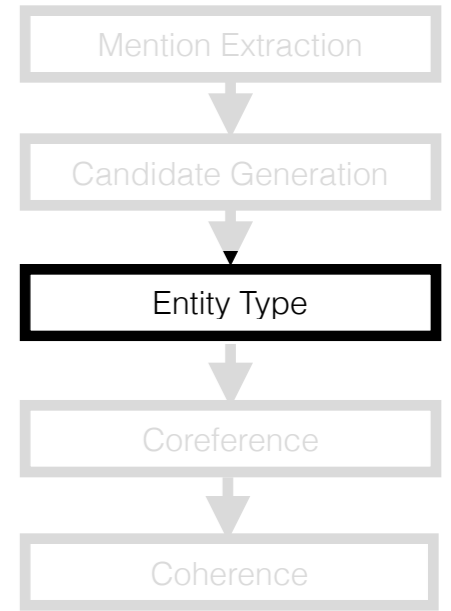 Mention Extraction
Candidate Generation
Entity Type
Coreference
Coherence